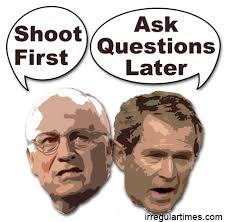 Shoot
First
Ask
Questions
Later
irregulartimes.com